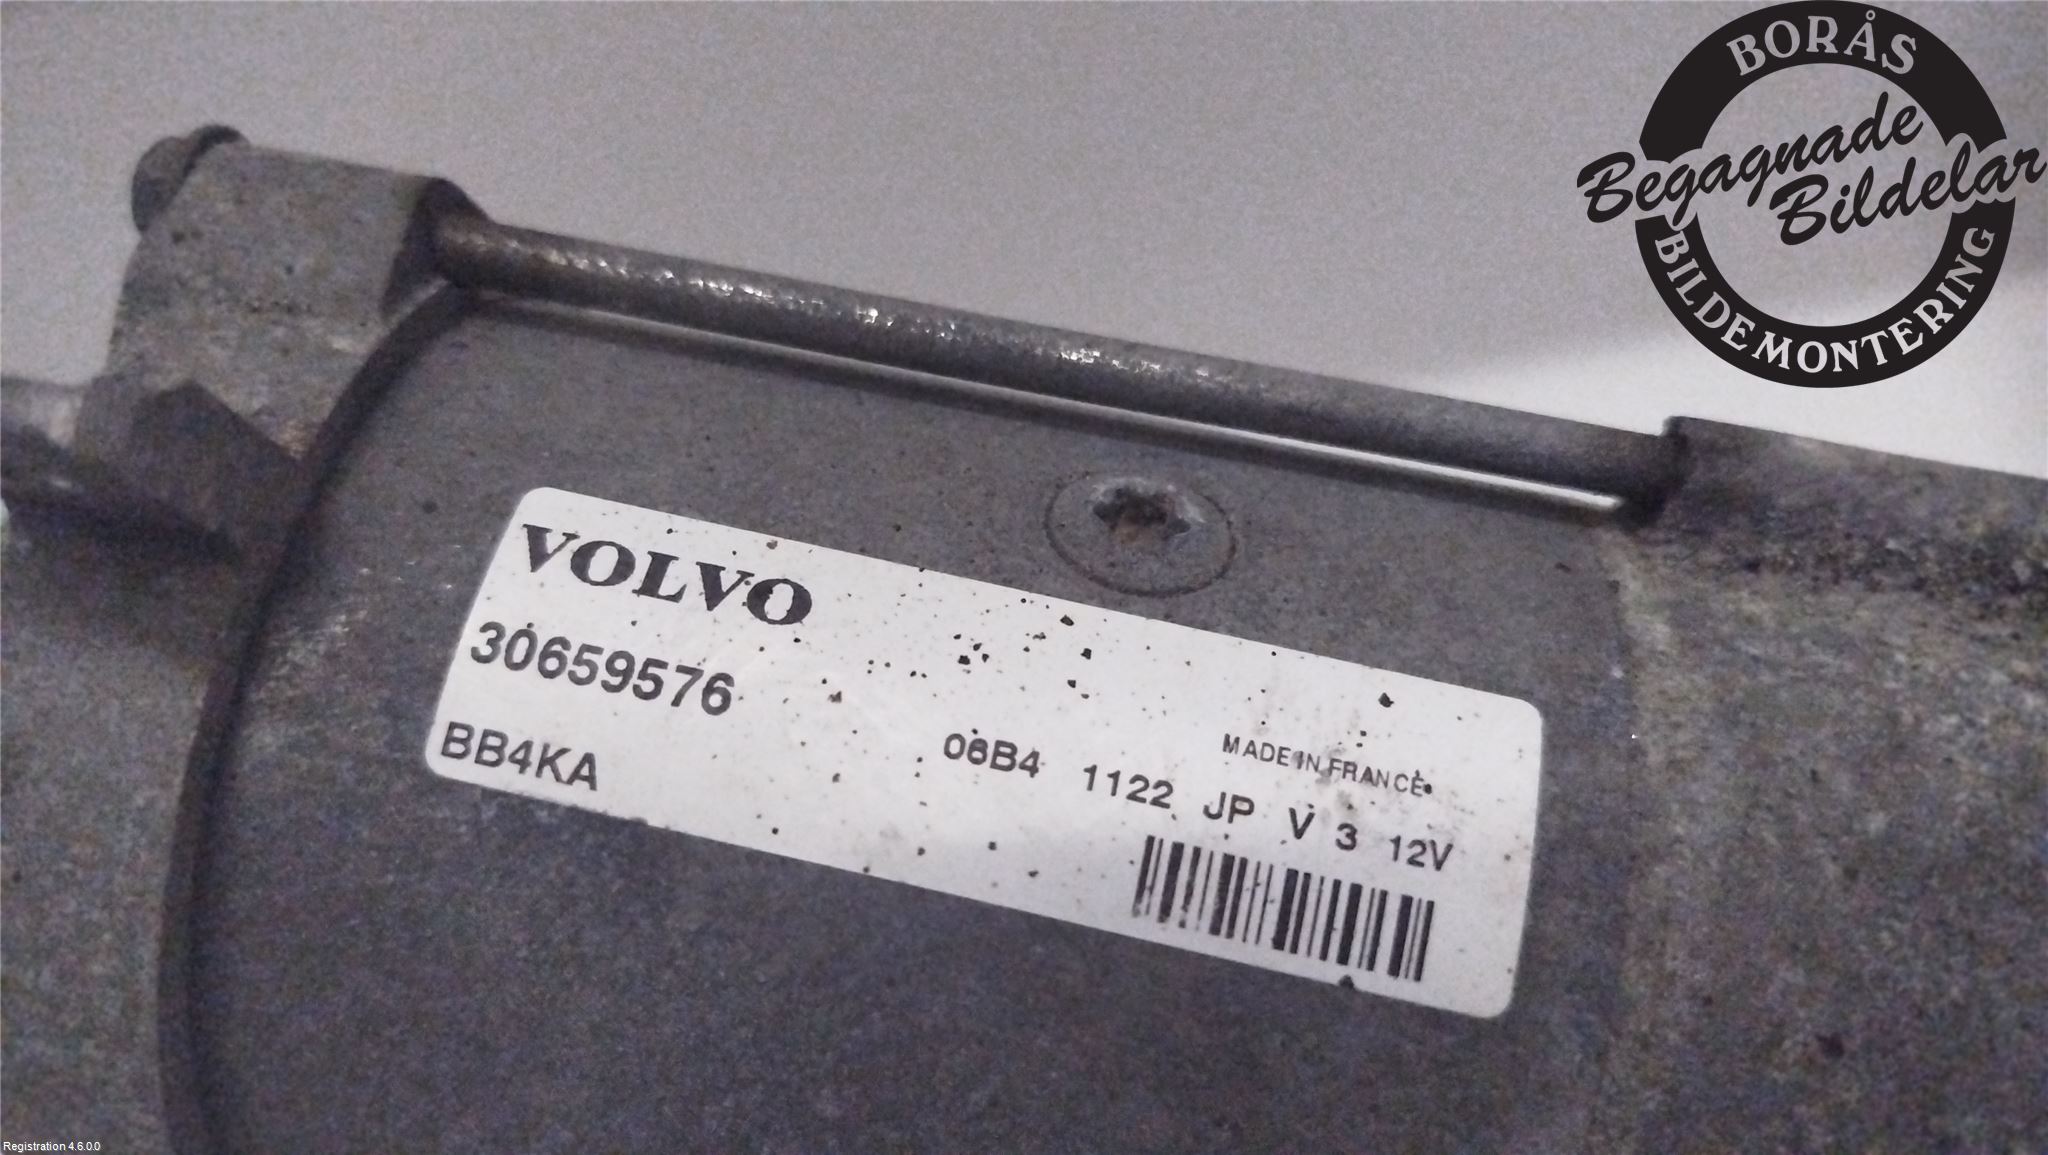 BORÅS
Begagnade
Bildelar
BILDEMONTERING
VOLVO
30659576
BB4KA
MADE IN FRANCE
06B4 1122 JP V 3 12V
Registration 4.6.0.0